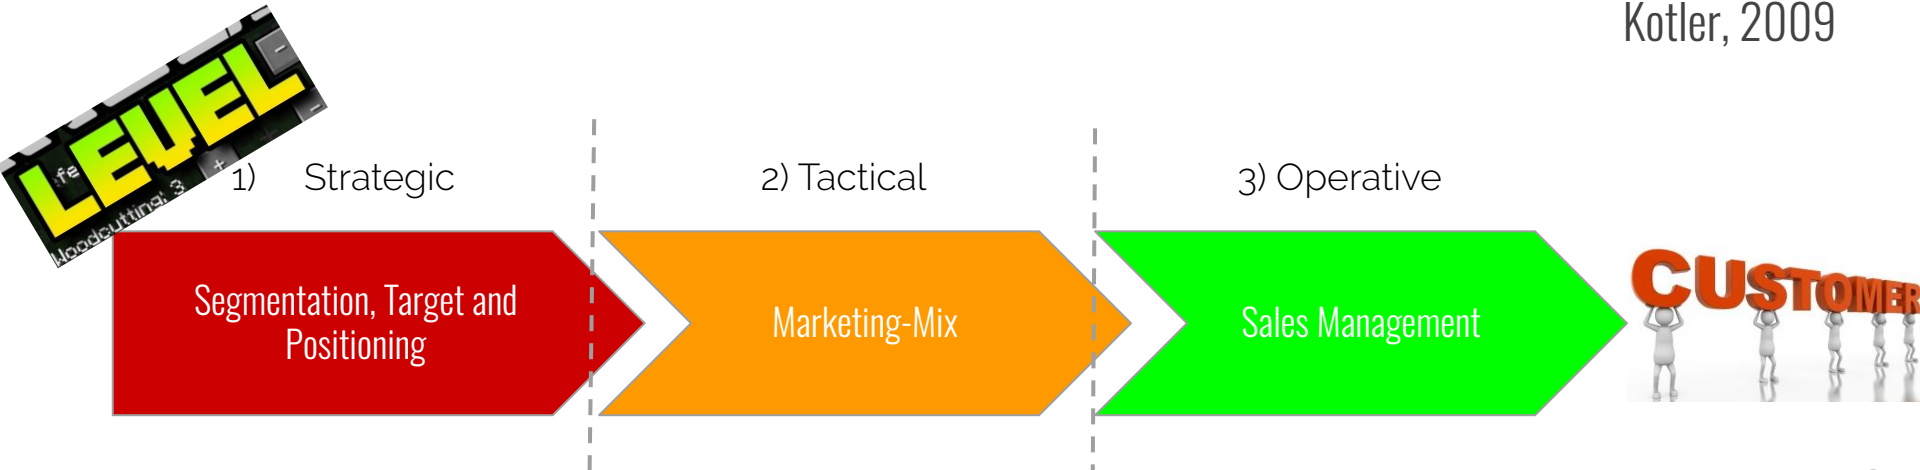 Kotler, 2009
LEVEL
fe
Woodcutting: 3
1) Strategic
2) Tactical
3) Operative
Segmentation, Target and
Positioning
Marketing-Mix
Sales Management
CUSTOMER